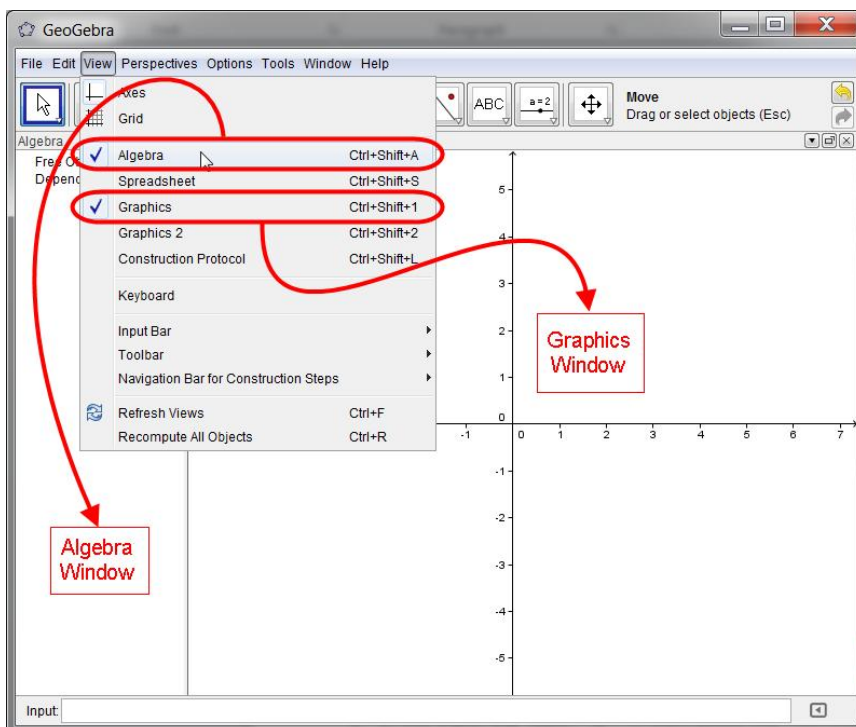 GeoGebra
File Edit View Perspectives Options Tools Window Help
ABC
a = 2
Move
Drag or select objects (Esc)
Axes
Grid
Algebra
Free
Depend
Algebra Ctrl+Shift+A
Spreadsheet Ctrl+Shift+S
Graphics Ctrl+Shift+1
Graphics 2 Ctrl+Shift+2
Construction Protocol Ctrl+Shift+L
Keyboard
Input Bar
Toolbar
Navigation Bar for Construction Steps
Refresh Views Ctrl+F
Recompute All Objects Ctrl+R
5
4
3
2
1
0
-1 0 1 2 3 4 5 6 7
-1
-2
-3
-4
-5
Graphics
Window
Algebra
Window
Input: